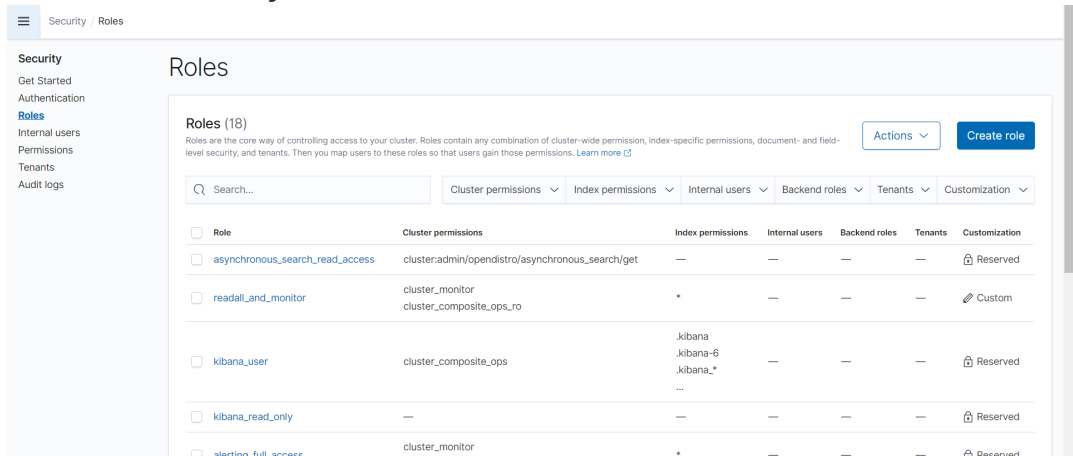 Security / Roles
Security
Get Started
Authentication
Roles
Internal users
Permissions
Tenants
Audit logs
Roles
Roles (18)
Roles are the core way of controlling access to your cluster. Roles contain any combination of cluster-wide permission, index-specific permissions, document- and field-
level security, and tenants. Then you map users to these roles so that users gain those permissions. Learn more
Actions
Create role
Search...
Cluster permissions Index permissions Internal users Backend roles Tenants Customization
Role Cluster permissions Index permissions Internal users Backend roles Tenants Customization
asynchronous_search_read_access cluster:admin/opendistro/asynchronous_search/get — — — — Reserved
readall_and_monitor cluster_monitor
cluster_composite_ops_ro * — — — Custom
kibana_user cluster_composite_ops .kibana
.kibana-6
.kibana_*
... — — — Reserved
kibana_read_only — — — — — Reserved
alerting_full_access cluster_monitor * — — — Reserved